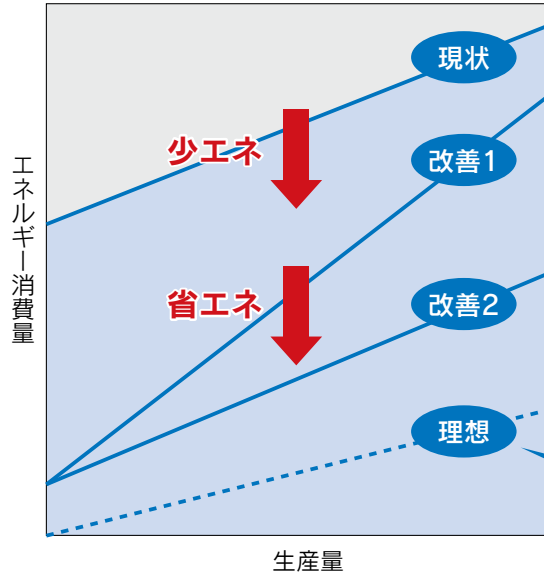 現状
少エネ
改善1
エネルギー消費量
省エネ
改善2
理想
生産量